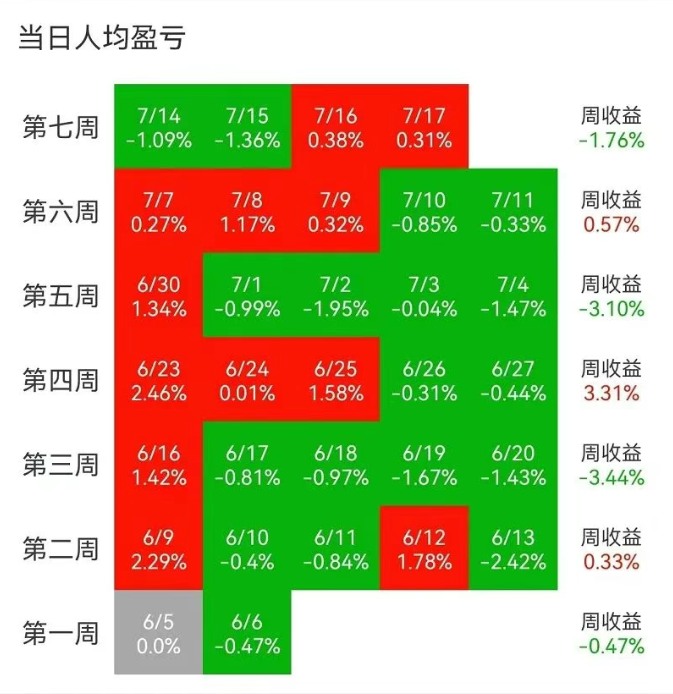 当日人均盈亏
第七周 7/14 7/15 7/16 7/17 周收益
-1.09% -1.36% 0.38% 0.31% -1.76%
第六周 7/7 7/8 7/9 7/10 7/11 周收益
0.27% 1.17% 0.32% -0.85% -0.33% 0.57%
第五周 6/30 7/1 7/2 7/3 7/4 周收益
1.34% -0.99% -1.95% -0.04% -1.47% -3.10%
第四周 6/23 6/24 6/25 6/26 6/27 周收益
2.46% 0.01% 1.58% -0.31% -0.44% 3.31%
第三周 6/16 6/17 6/18 6/19 6/20 周收益
1.42% -0.81% -0.97% -1.67% -1.43% -3.44%
第二周 6/9 6/10 6/11 6/12 6/13 周收益
2.29% -0.4% -0.84% 1.78% -2.42% 0.33%
第一周 6/5 6/6 周收益
0.0% -0.47% -0.47%